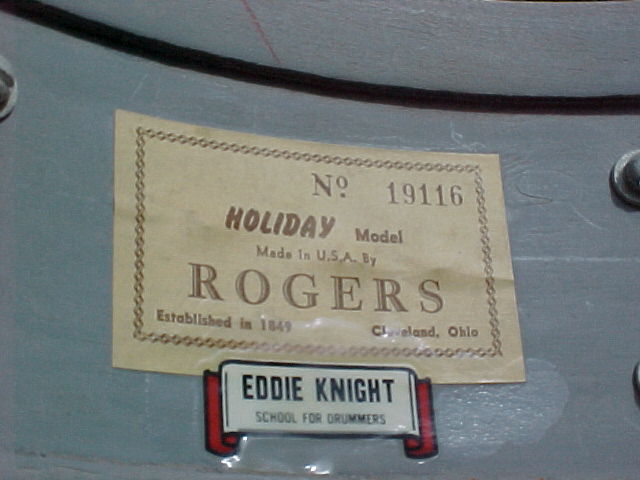 Nº 19116
HOLIDAY Model
Made in U.S.A. By
ROGERS
Established in 1849 Cleveland, Ohio
EDDIE KNIGHT
SCHOOL FOR DRUMMERS